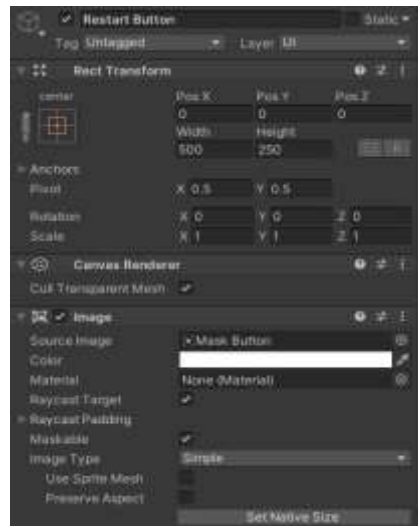 Restart Button Static
Tag Untagged Layer UI
Rect Transform
center Pos X Pos Y Pos Z
0 0 0
Width Height
500 250 R
Anchors
Pivot X 0.5 Y 0.5
Rotation X 0 Y 0 Z 0
Scale X 1 Y 1 Z 1
Canvas Renderer
Cull Transparent Mesh
Image
Source Image Mask Button
Color
Material None (Material)
Raycast Target
Raycast Padding
Maskable
Image Type Simple
Use Sprite Mesh
Preserve Aspect
Set Native Size